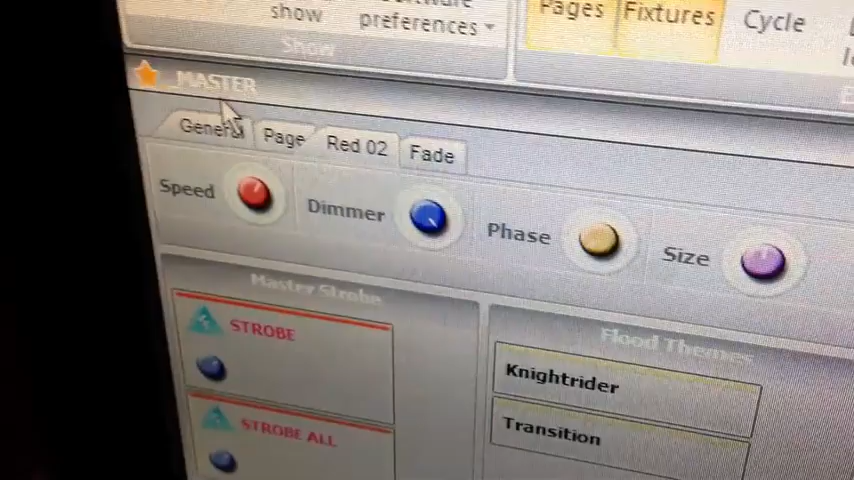 show
preferences
Pages
Fixtures
Cycle
Show
MASTER
General
Page
Red 02
Fade
Speed
Dimmer
Phase
Size
Master Strobe
STROBE
STROBE ALL
Flood Themes
Knightrider
Transition